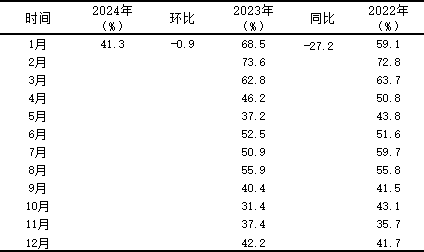 时间 2024年（%） 环比 2023年（%） 同比 2022年（%）
1月 41.3 -0.9 68.5 -27.2 59.1
2月 73.6 72.8
3月 62.8 63.7
4月 46.2 50.8
5月 37.2 43.8
6月 52.5 51.6
7月 50.9 59.7
8月 55.9 55.8
9月 40.4 41.5
10月 31.4 43.1
11月 37.4 35.7
12月 42.2 41.7